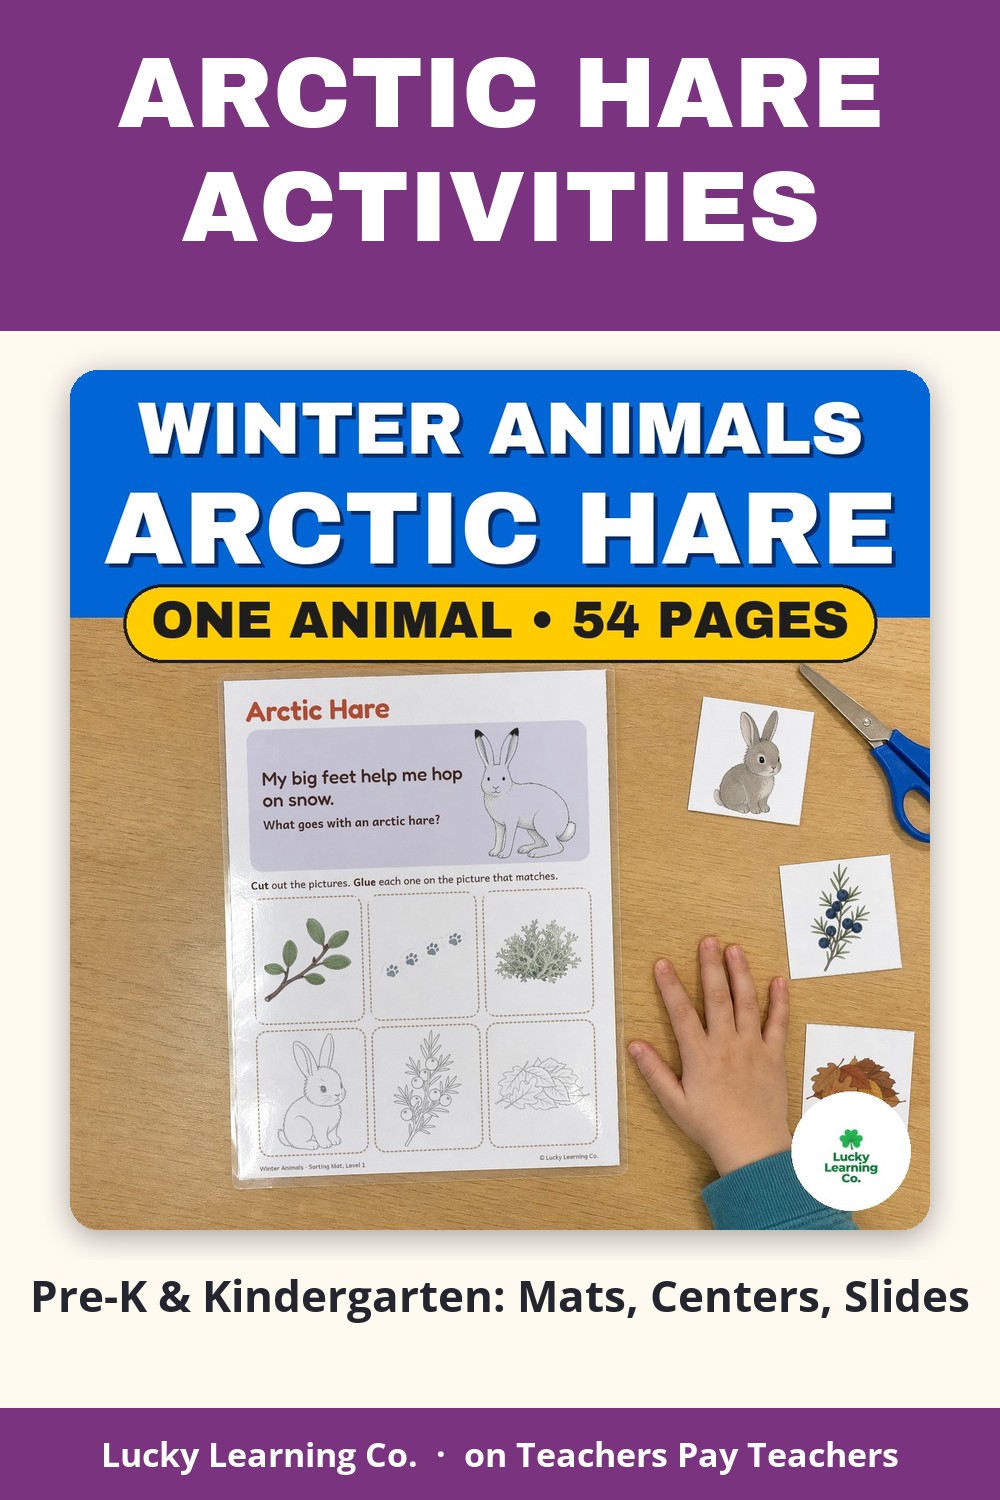 ARCTIC HARE
ACTIVITIES
WINTER ANIMALS
ARCTIC HARE
ONE ANIMAL • 54 PAGES
Arctic Hare
My big feet help me hop
on snow.
What goes with an arctic hare?
Cut out the pictures. Glue each one on the picture that matches.
Winter Animals · Sorting Mat, Level 1
© Lucky Learning Co.
Lucky
Learning
Co.
Pre-K & Kindergarten: Mats, Centers, Slides
Lucky Learning Co. · on Teachers Pay Teachers